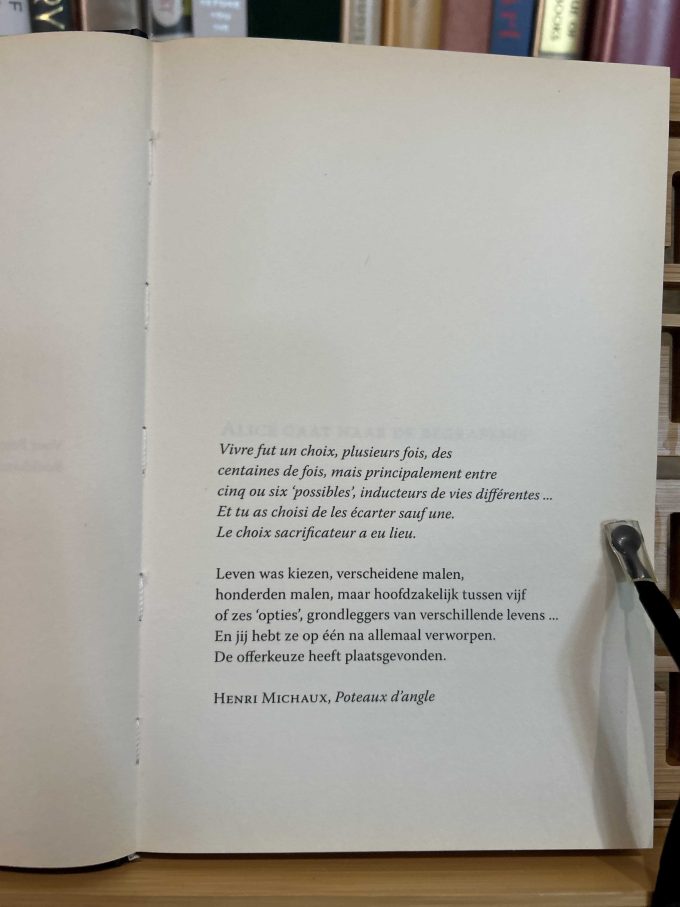 Vivre fut un choix, plusieurs fois, des
centaines de fois, mais principalement entre
cinq ou six ‘possibles’, inducteurs de vies différentes ...
Et tu as choisi de les écarter sauf une.
Le choix sacrificateur a eu lieu.
Leven was kiezen, verscheidene malen,
honderden malen, maar hoofdzakelijk tussen vijf
of zes ‘opties’, grondleggers van verschillende levens ...
En jij hebt ze op één na allemaal verworpen.
De offerkeuze heeft plaatsgevonden.
Henri Michaux, Poteaux d’angle